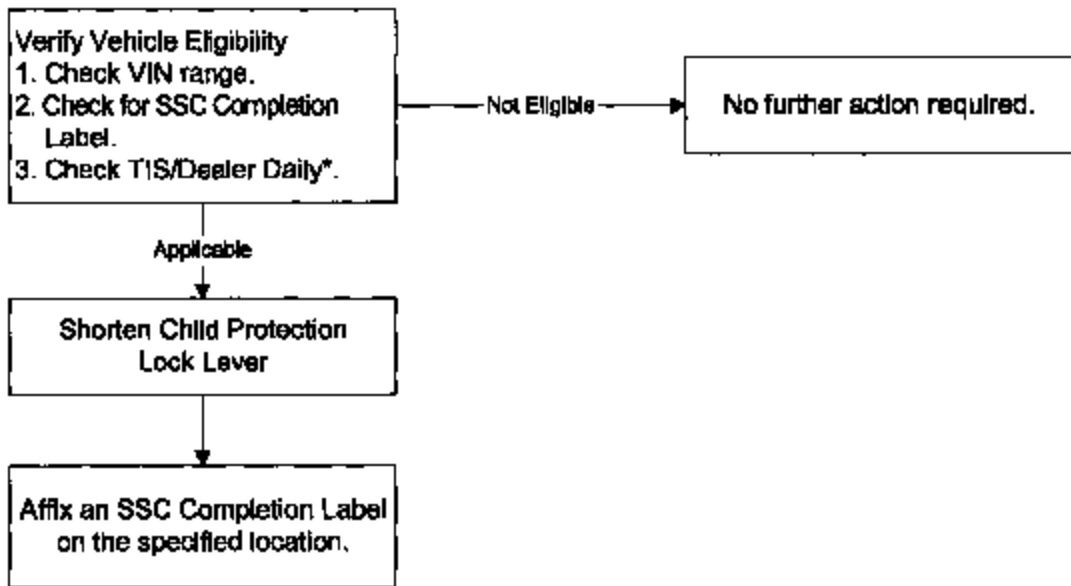 Verify Vehicle Eligibility
1. Check VIN range.
2. Check for SSC Completion
Label.
3. Check TIS/Dealer Daily*.
Not Eligible
No further action required.
Applicable
Shorten Child Protection
Lock Lever
Affix an SSC Completion Label
on the specified location.